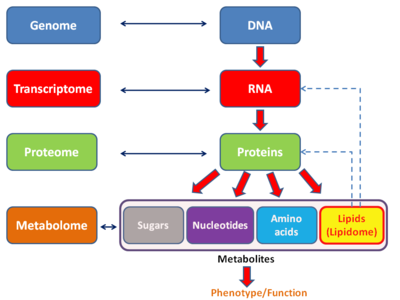 Genome
DNA
Transcriptome
RNA
Proteome
Proteins
Metabolome
Sugars
Nucleotides
Amino
acids
Lipids
(Lipidome)
Metabolites
Phenotype/Function